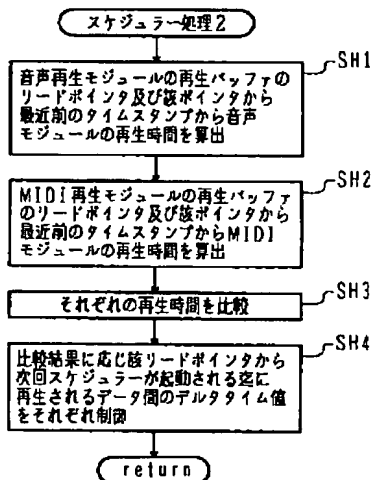 スケジュラー処理2
SH1
音声再生モジュールの再生バッファの
リードポインタ及び該ポインタから
最近前のタイムスタンプから音声
モジュールの再生時間を算出
SH2
MIDI再生モジュールの再生バッファ
のリードポインタ及び該ポインタから
最近前のタイムスタンプからMIDI
モジュールの再生時間を算出
SH3
それぞれの再生時間を比較
SH4
比較結果に応じ該リードポインタから
次回スケジュラーが起動される迄に
再生されるデータ間のデルタタイム値
をそれぞれ制御
return